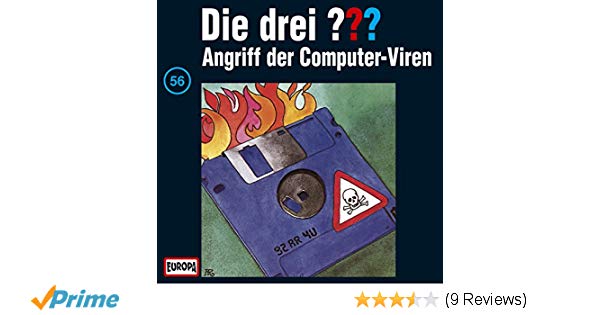 Die drei ???
Angriff der Computer-Viren
56
92 RR 4U
EUROPA
Prime
(9 Reviews)